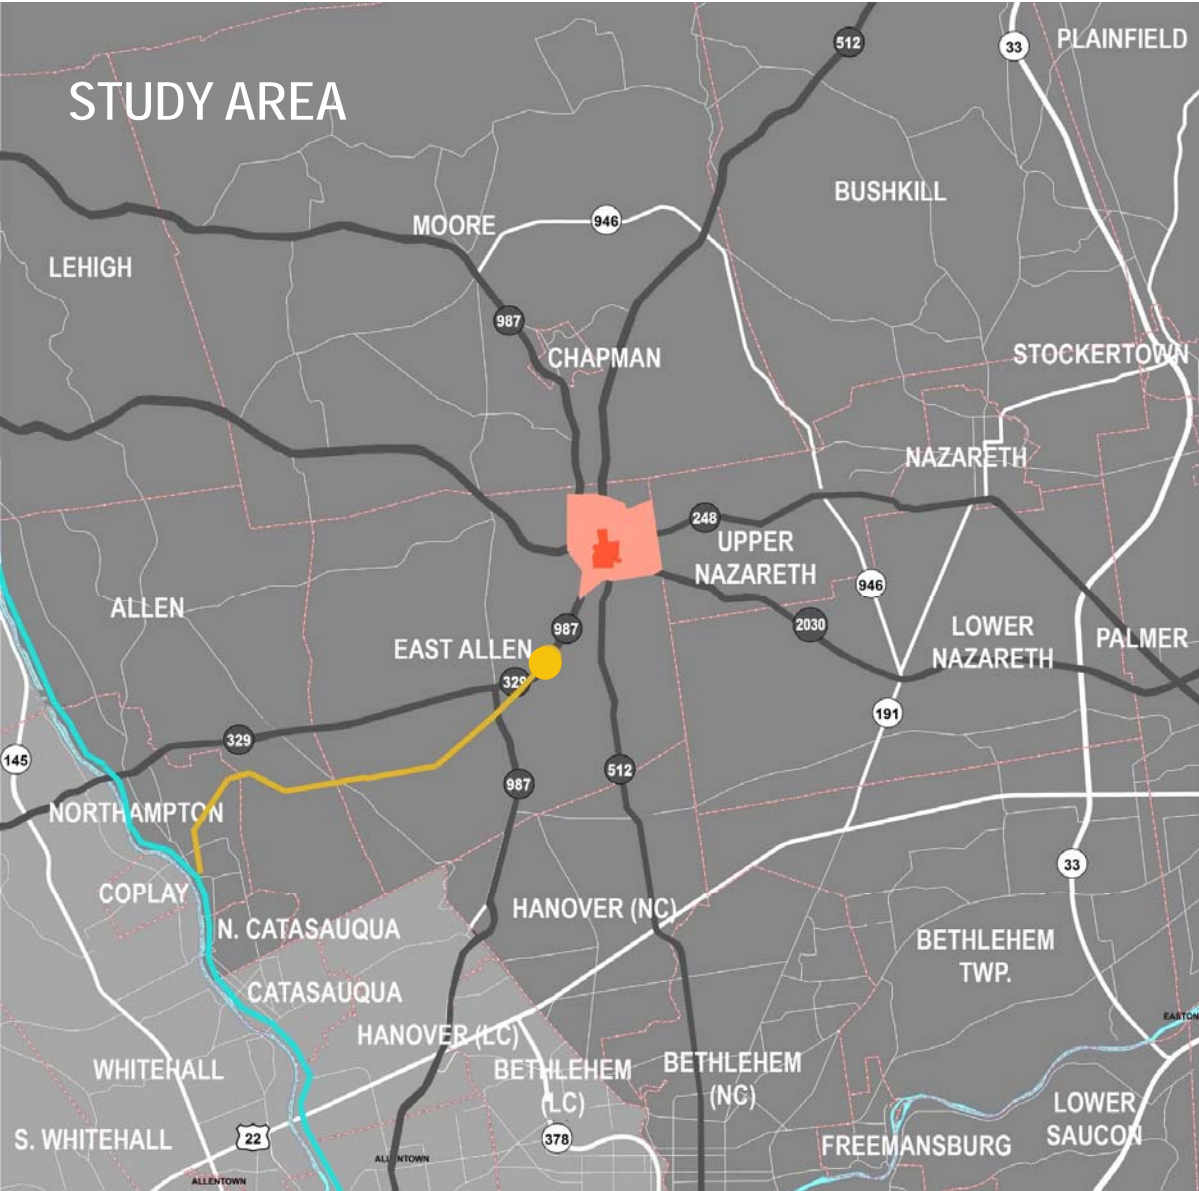 STUDY AREA
512
33
PLAINFIELD
BUSHKILL
MOORE
946
LEHIGH
987
CHAPMAN
STOCKERTOWN
NAZARETH
248
UPPER
NAZARETH
946
ALLEN
987
2030
LOWER
NAZARETH
PALMER
EAST ALLEN
329
191
329
145
512
987
NORTHAMPTON
33
COPLAY
HANOVER (NC)
N. CATASAUQUA
BETHLEHEM
TWP.
CATASAUQUA
EASTON
HANOVER (LC)
WHITEHALL
BETHLEHEM
(LC)
BETHLEHEM
(NC)
LOWER
SAUCON
S. WHITEHALL
22
378
FREEMANSBURG
ALLENTOWN
ALLENTOWN